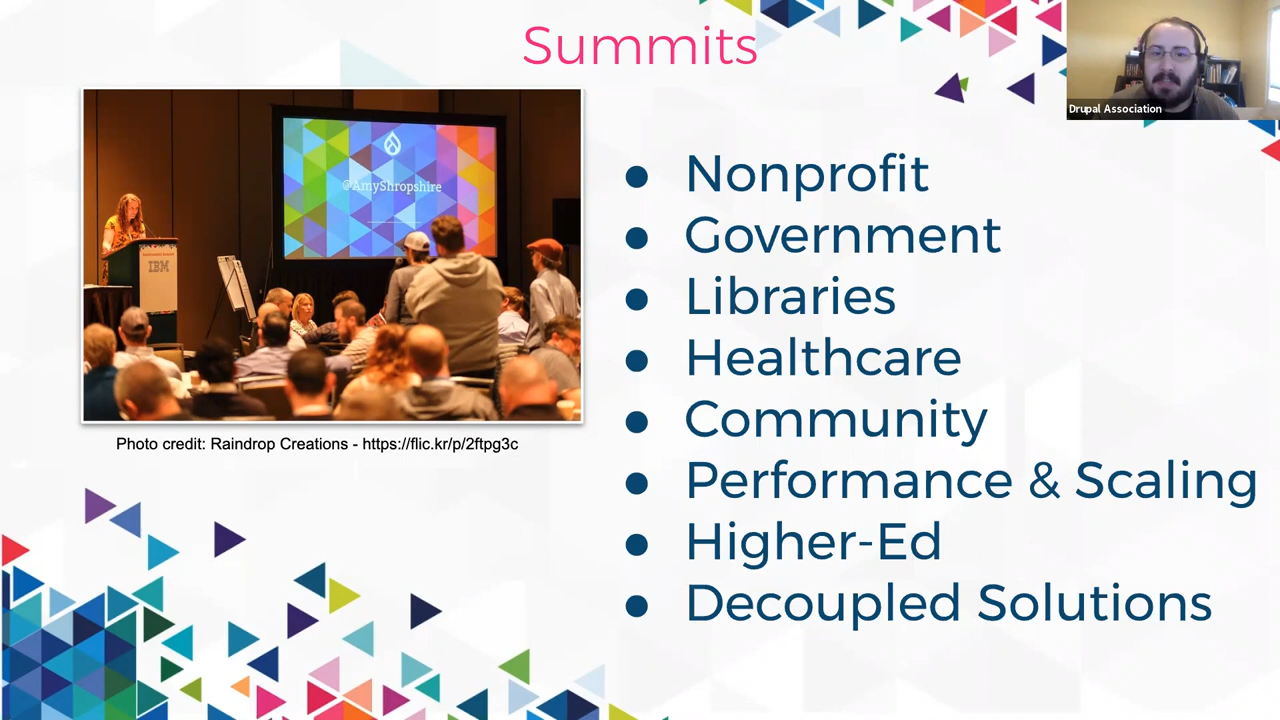 Summits
Drupal Association
@AmyShropshire
IBM
Photo credit: Raindrop Creations - https://flic.kr/p/2ftpg3c
● Nonprofit
● Government
● Libraries
● Healthcare
● Community
● Performance & Scaling
● Higher-Ed
● Decoupled Solutions